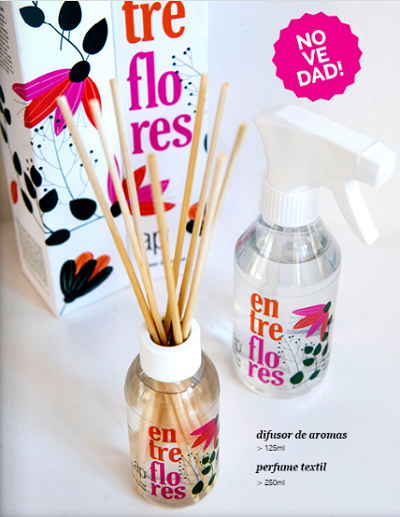 tre
flo
res
NO
VE
DAD!
en
tre
flo
res
en
tre
flo
res
difusor de aromas
> 125ml
perfume textil
> 250ml